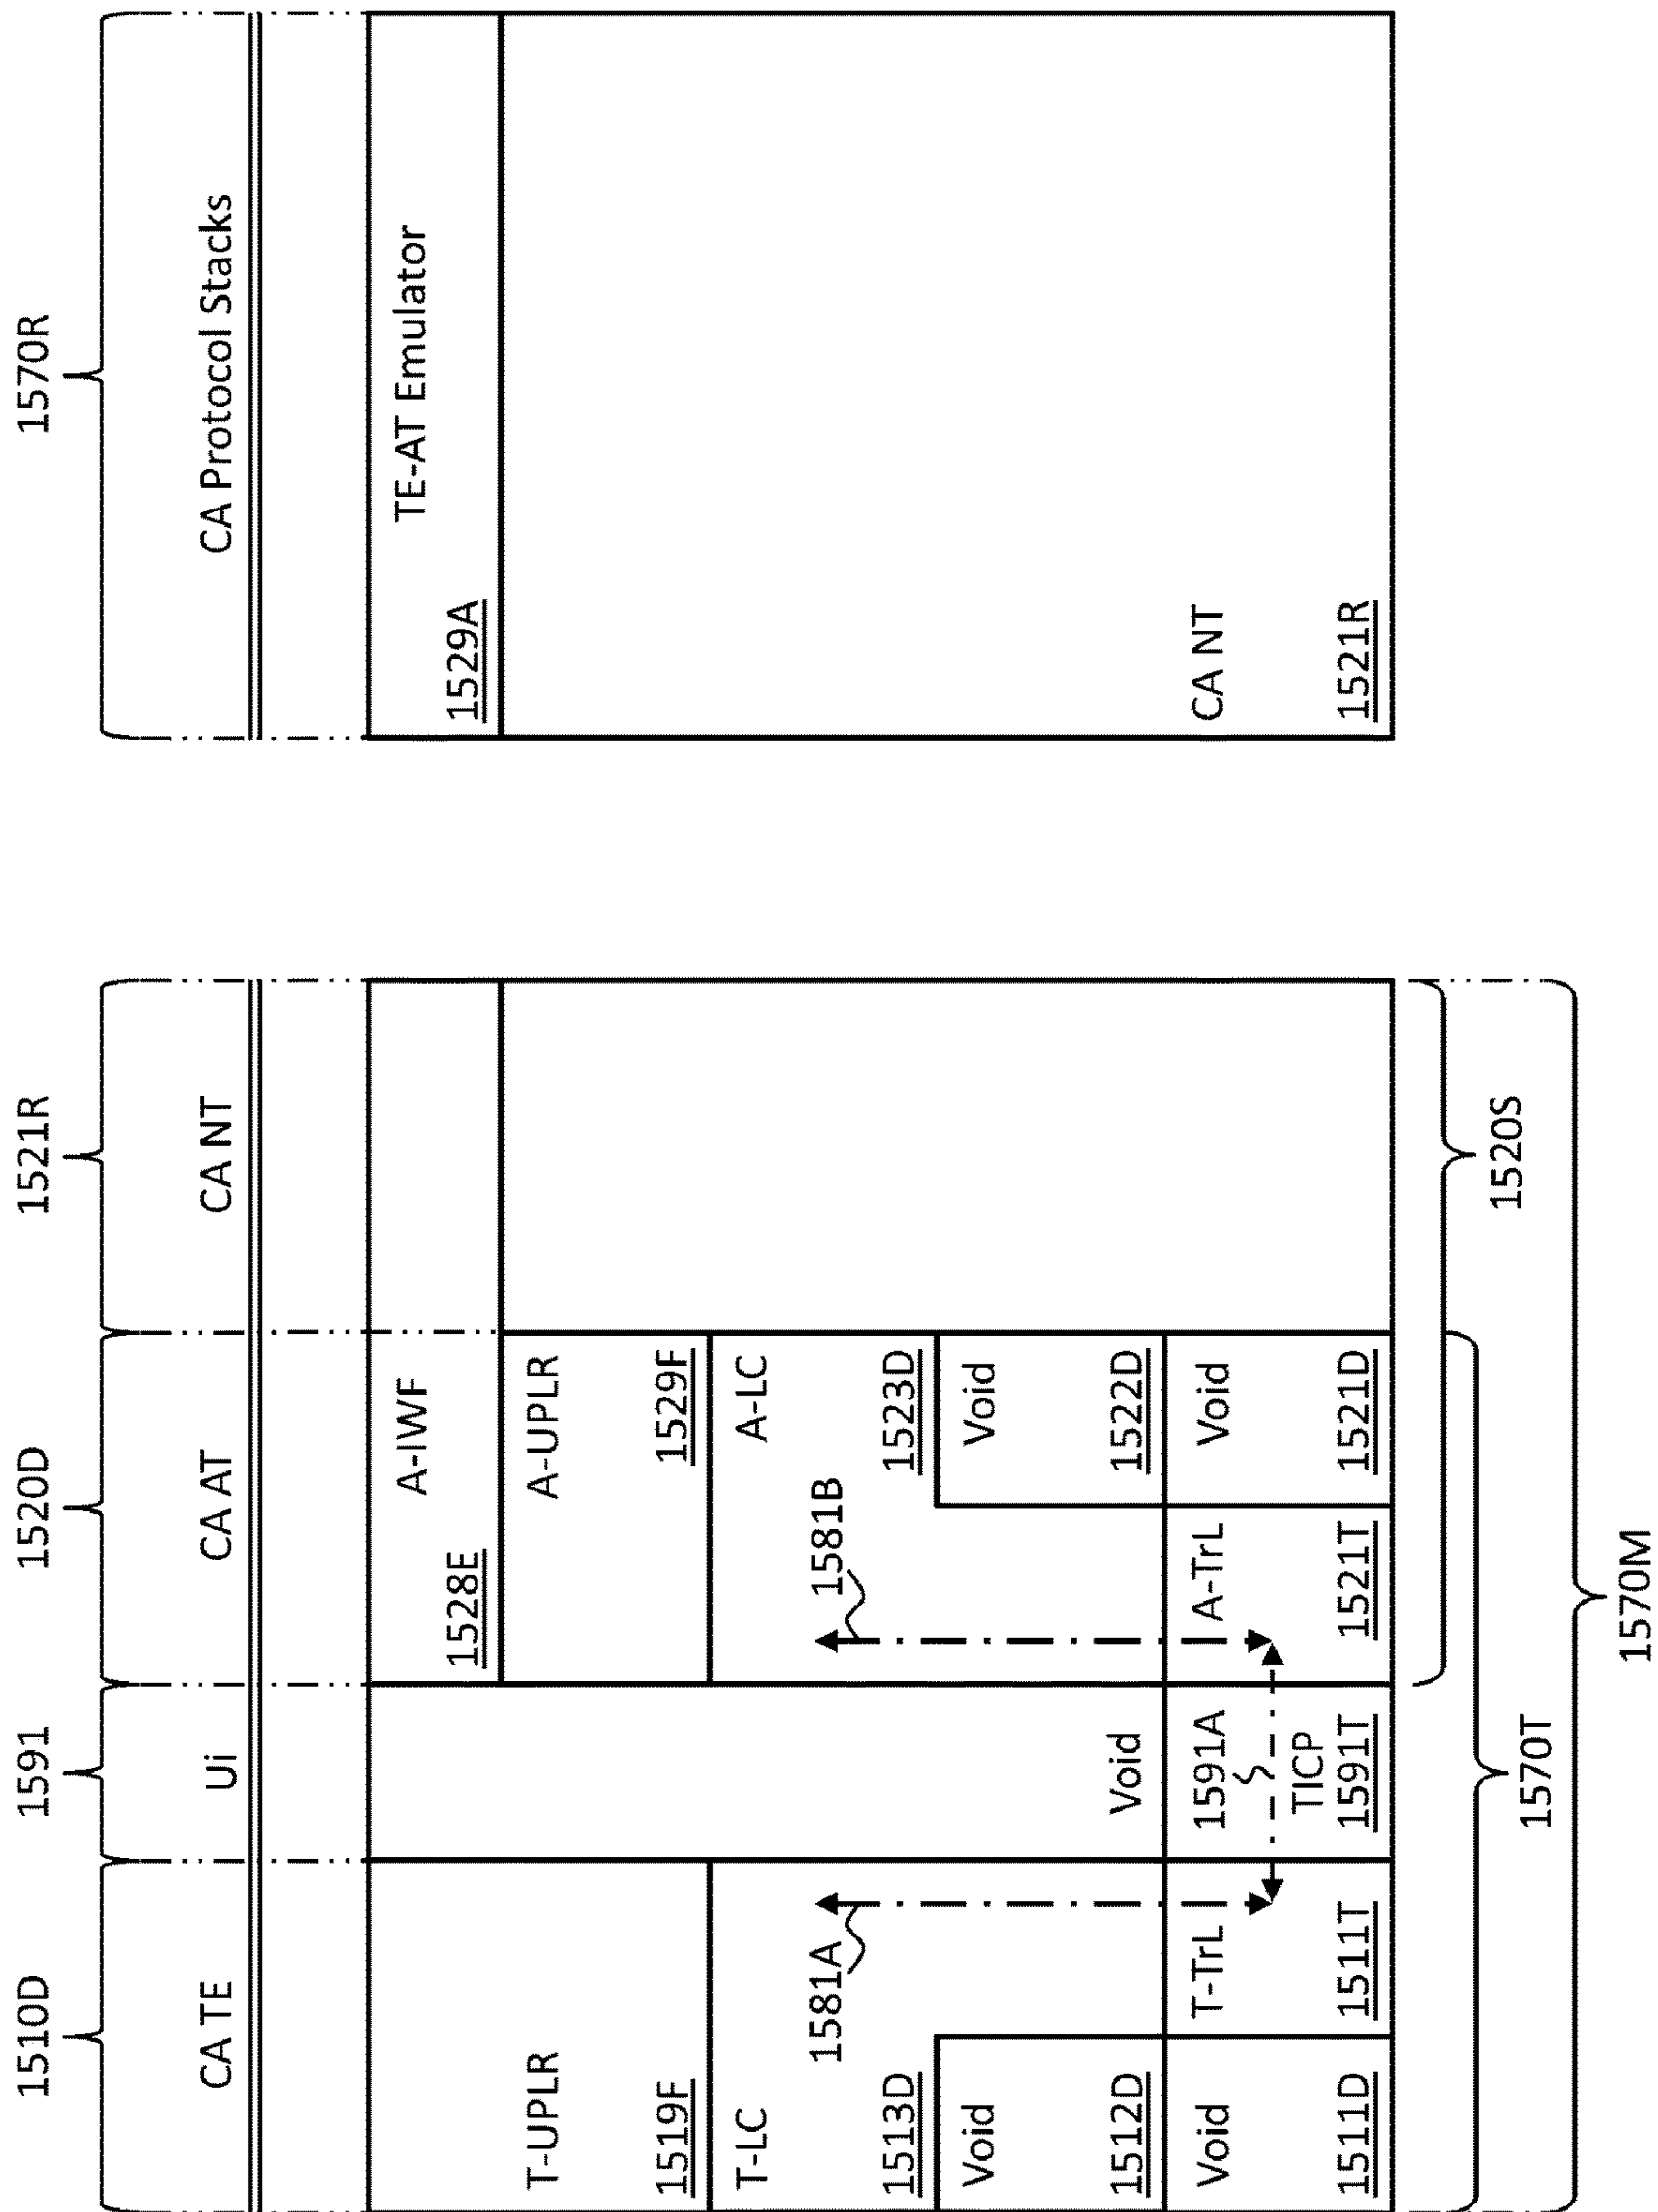 1510D
1591
1520D
1521R
1570R
CA TE
Ui
CA AT
CA NT
CA Protocol Stacks
A-IWF
TE-AT Emulator
1528E
1529A
T-UPLR
A-UPLR
1519F
1529F
T-LC
A-LC
1581A
1581B
1513D
1523D
Void
Void
1512D
Void
1522D
Void
T-TrL
1591A
A-TrL
Void
CA NT
TICP
1511D
1511T
1591T
1521T
1521D
1521R
1520S
1570T
1570M